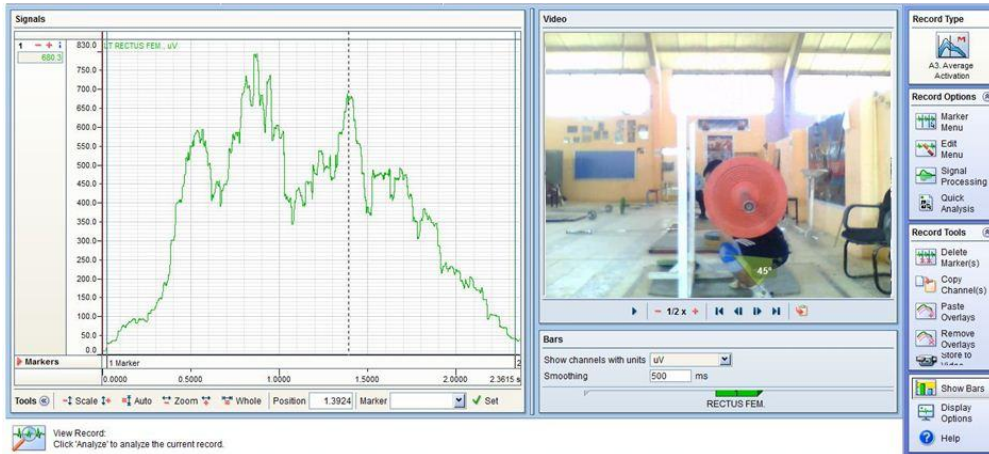 Signals
1
680.3
LT RECTUS FEM., uV
830.0
750.0
700.0
650.0
600.0
550.0
500.0
450.0
400.0
350.0
300.0
250.0
200.0
150.0
100.0
50.0
0.0
Markers
1 Marker
2
0.0000 0.5000 1.0000 1.5000 2.0000 2.3615 s
Tools Scale Auto Zoom Whole Position 1.3924 Marker Set
View Record:
Click 'Analyze' to analyze the current record.
Video
45°
1/2 x
Bars
Show channels with units uV
Smoothing 500 ms
RECTUS FEM.
Record Type
A3. Average
Activation
Record Options
Marker
Menu
Edit
Menu
Signal
Processing
Quick
Analysis
Record Tools
Delete
Marker(s)
Copy
Channel(s)
Paste
Overlays
Remove
Overlays
Store to
Show Bars
Display
Options
Help